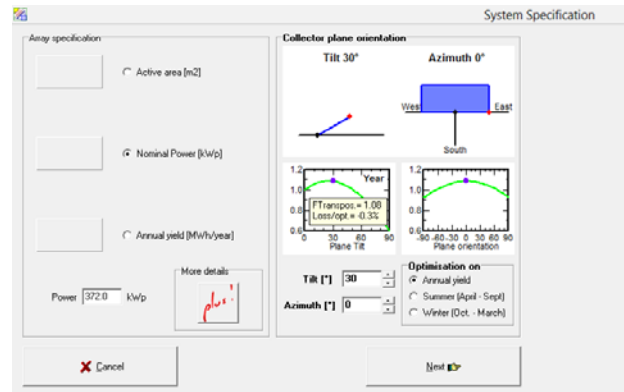 System Specification
Array specification
Active area [m2]
Nominal Power [kWp]
Annual yield [MWh/year]
More details
Power 372.0 kWp
plus!
Collector plane orientation
Tilt 30° Azimuth 0°
West East
South
1.2 Year
1.0
0.8 FTranspos.= 1.08
Loss/opt.= -0.3%
0.6
0 30 60 90
Plane Tilt
1.2
1.0
0.8
0.6
-90 -60 -30 0 30 60 90
Plane orientation
Tilt [°] 30
Azimuth [°] 0
Optimisation on
Annual yield
Summer (April - Sept)
Winter (Oct. - March)
Cancel
Next